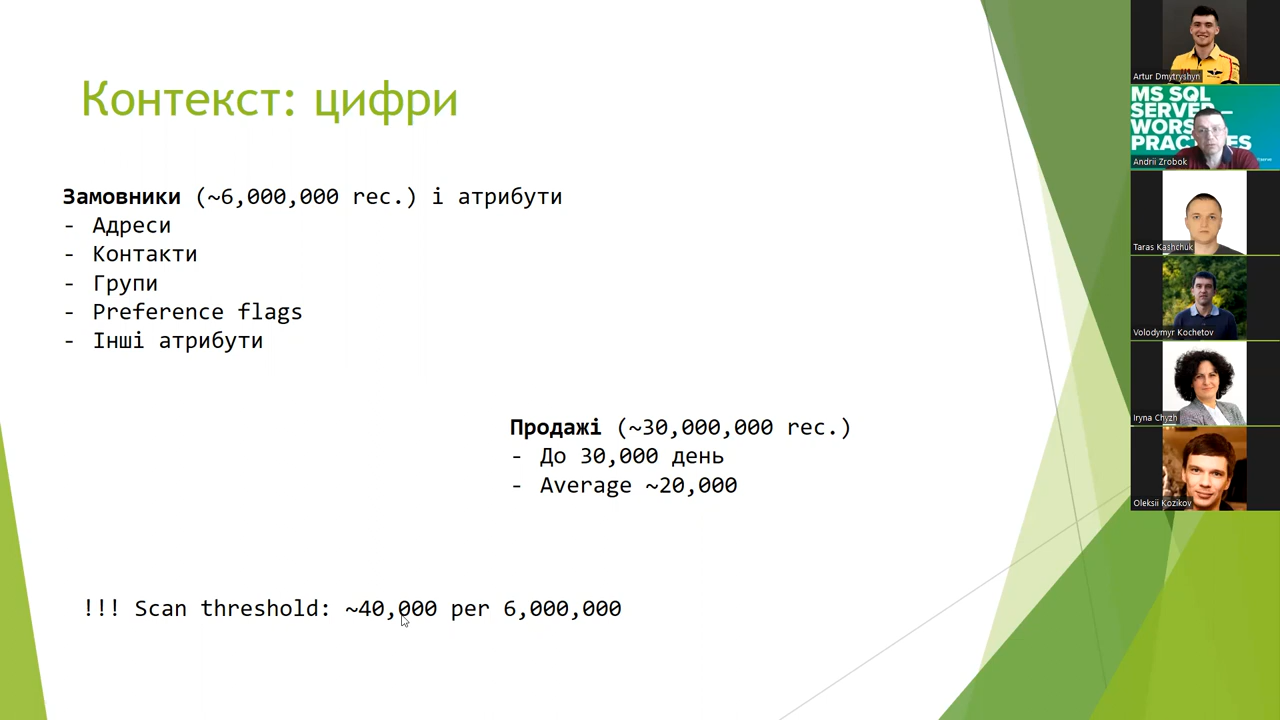 Контекст: цифри
Замовники (~6,000,000 rec.) і атрибути
- Адреси
- Контакти
- Групи
- Preference flags
- Інші атрибути
Продажі (~30,000,000 rec.)
- До 30,000 день
- Average ~20,000
!!! Scan threshold: ~40,000 per 6,000,000
Artur Dmytryshyn
MS SQL
SERVER –
PRACTICES
Andrii Zrobok
Taras Kashchuk
Volodymyr Kochetov
Iryna Chyzh
Oleksii Kozikov